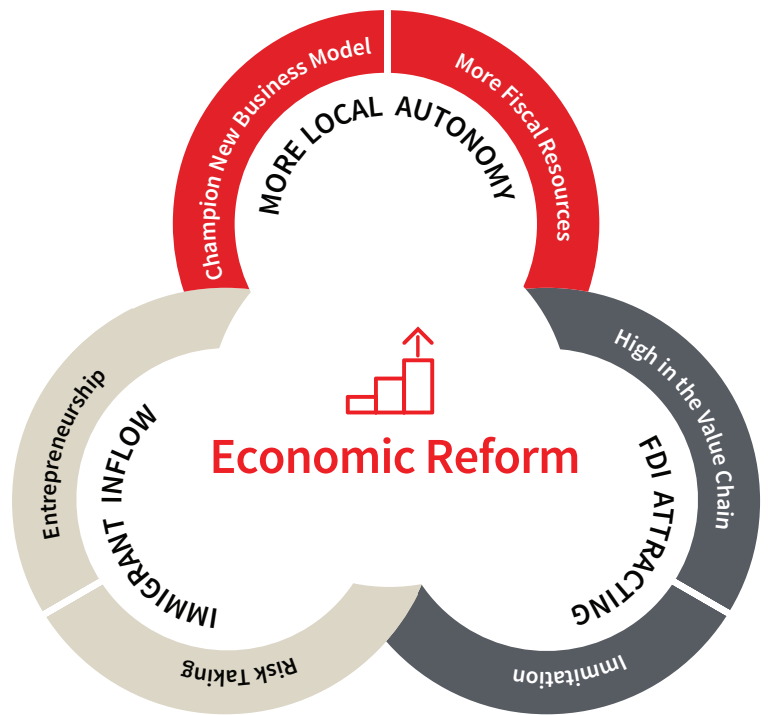 Champion New Business Model
More Fiscal Resources
MORE LOCAL AUTONOMY
High in the Value Chain
Entrepreneurship
IMMIGRANT INFLOW
Economic Reform
FDI ATTRACTING
Risk Taking
Immitation